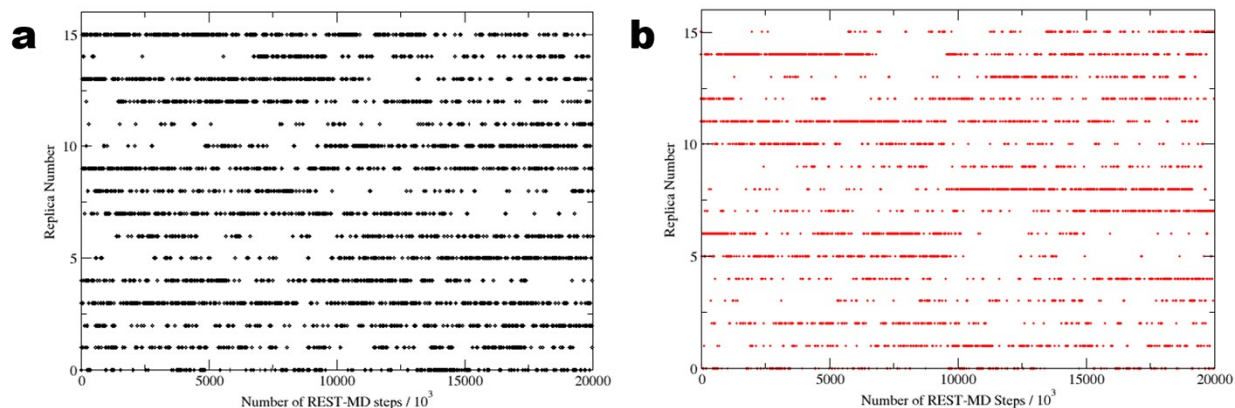 a
15
10
5
0
Replica Number
0 5000 10000 15000 20000
Number of REST-MD steps / 10³
b
15
10
5
0
Replica Number
0 5000 10000 15000 20000
Number of REST-MD Steps / 10³